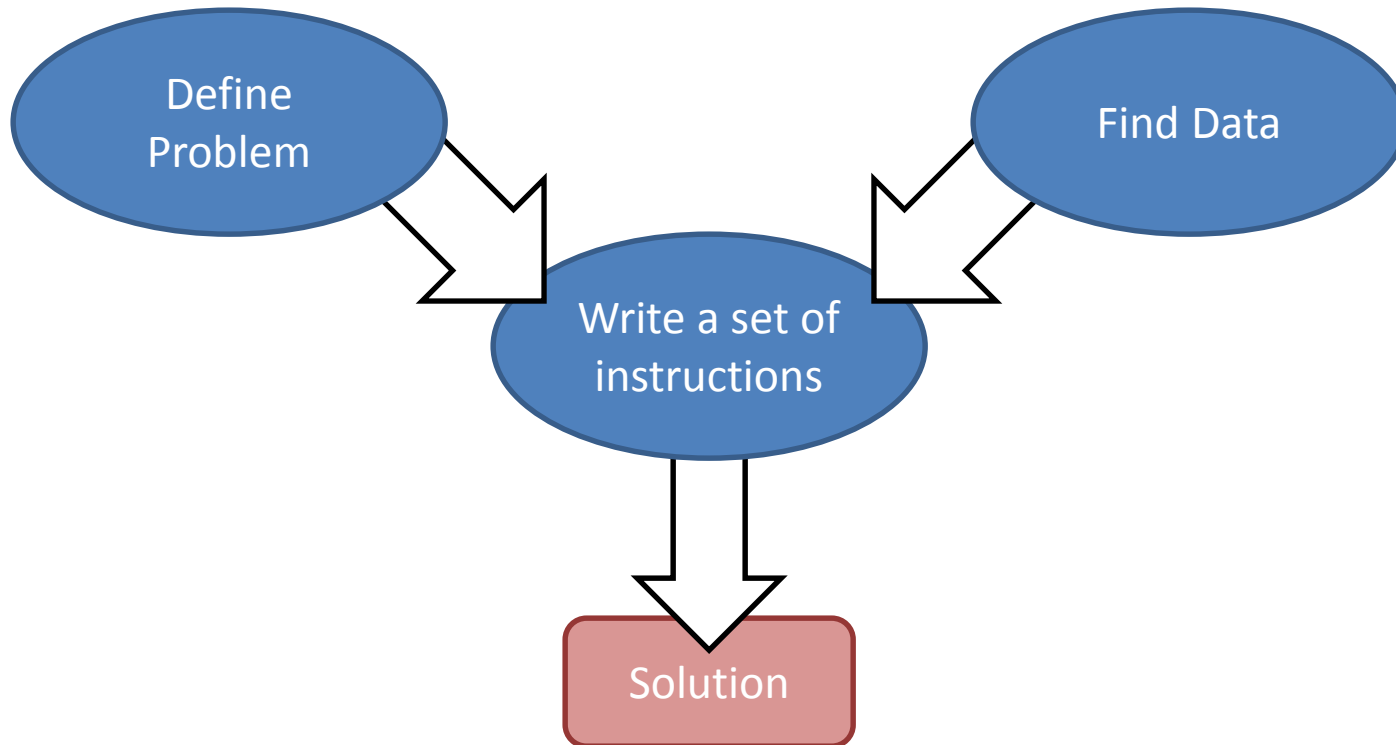 Define
Problem
Find Data
Write a set of
instructions
Solution